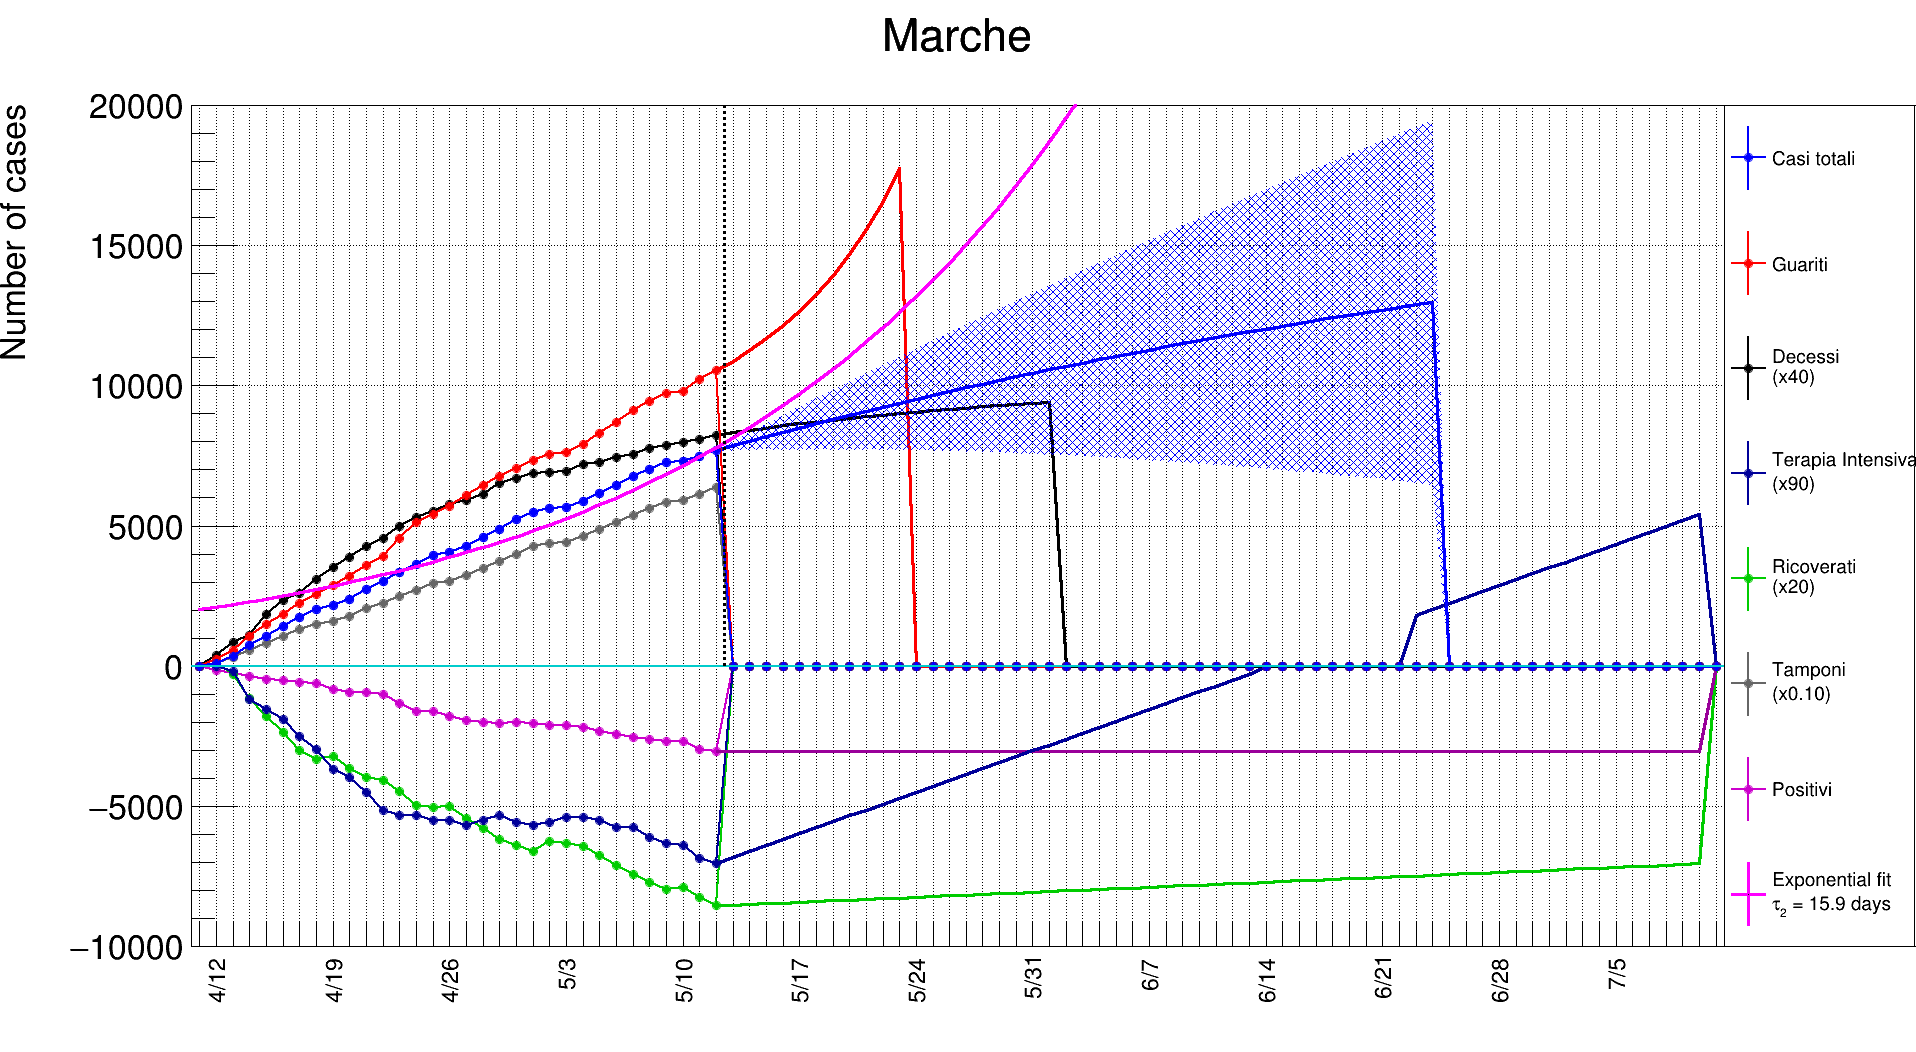 Marche
Number of cases
20000
15000
10000
5000
0
−5000
−10000
4/12
4/19
4/26
5/3
5/10
5/17
5/24
5/31
6/7
6/14
6/21
6/28
7/5
Casi totali
Guariti
Decessi
(x40)
Terapia Intensiva
(x90)
Ricoverati
(x20)
Tamponi
(x0.10)
Positivi
Exponential fit
τ2 = 15.9 days